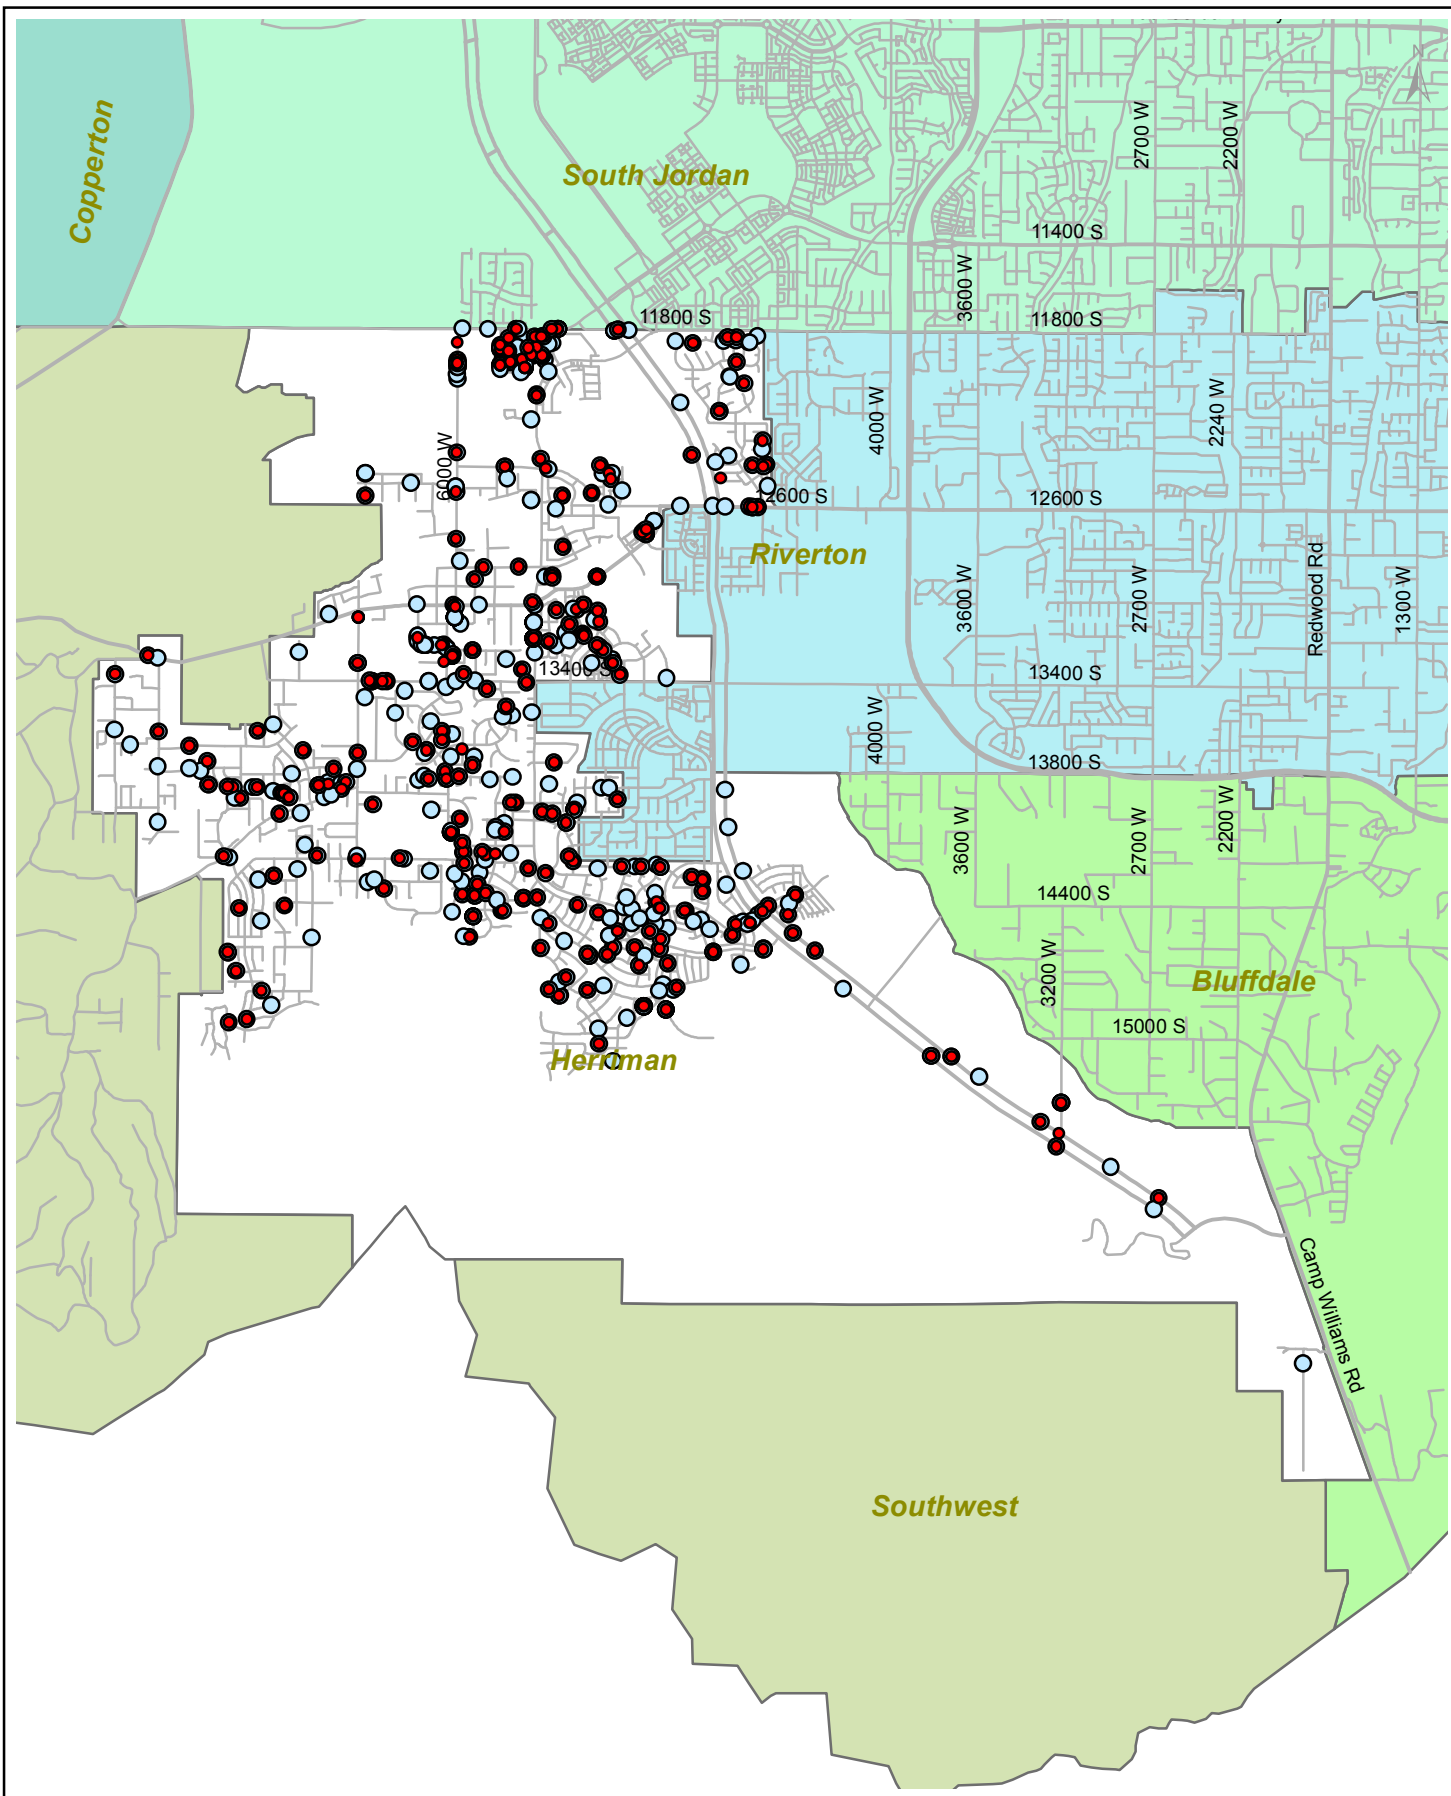 N
Copperton
South Jordan
2700 W
2200 W
11400 S
3600 W
11800 S
11800 S
4000 W
2240 W
6000 W
12600 S
12600 S
Riverton
3600 W
2700 W
Redwood Rd
1300 W
13400 S
13400 S
4000 W
13800 S
3600 W
2700 W
2200 W
14400 S
3200 W
Bluffdale
15000 S
Herriman
Camp Williams Rd
Southwest